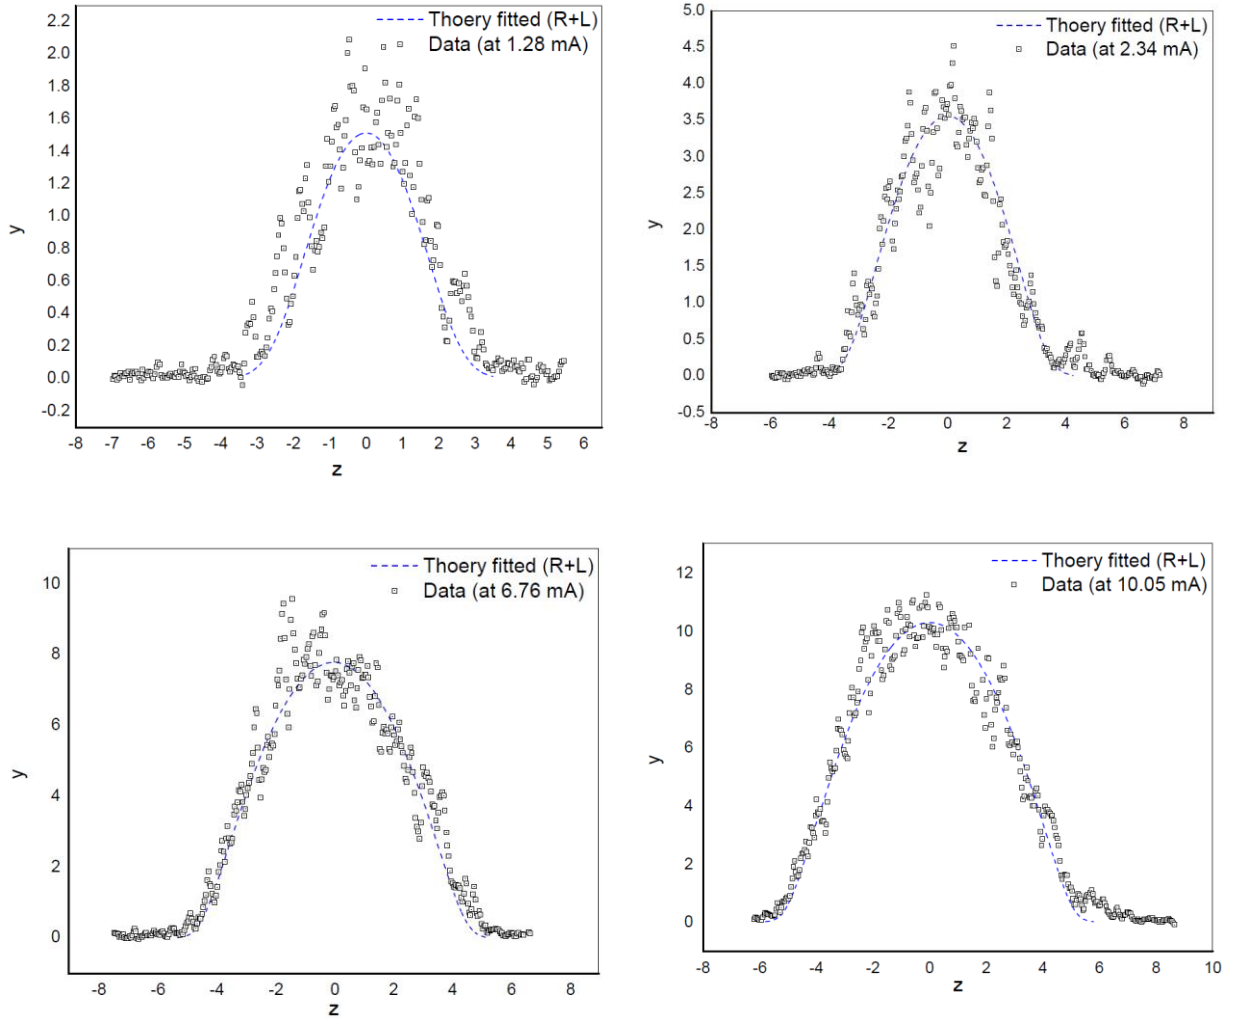 Thoery fitted (R+L)
Data (at 1.28 mA)
2.2
2.0
1.8
1.6
1.4
1.2
1.0
0.8
0.6
0.4
0.2
0.0
-0.2
y
-8 -7 -6 -5 -4 -3 -2 -1 0 1 2 3 4 5 6
z
Thoery fitted (R+L)
Data (at 2.34 mA)
5.0
4.5
4.0
3.5
3.0
2.5
2.0
1.5
1.0
0.5
0.0
-0.5
y
-8 -6 -4 -2 0 2 4 6 8
z
Thoery fitted (R+L)
Data (at 6.76 mA)
10
8
6
4
2
0
y
-8 -6 -4 -2 0 2 4 6 8
z
Thoery fitted (R+L)
Data (at 10.05 mA)
12
10
8
6
4
2
0
y
-8 -6 -4 -2 0 2 4 6 8 10
z